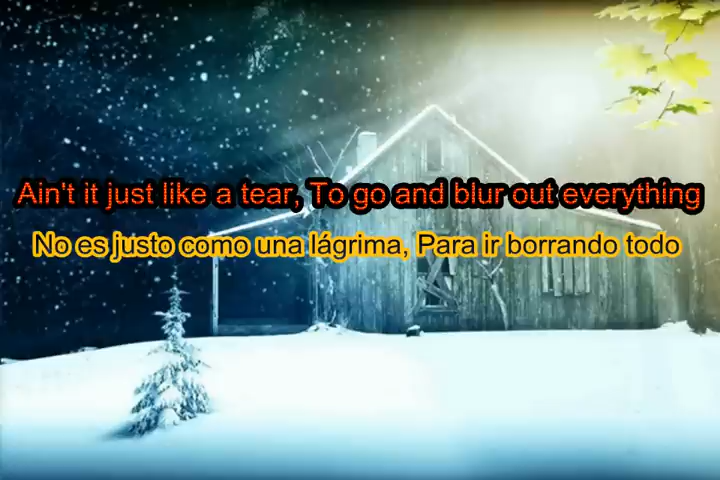 Ain't it just like a tear, To go and blur out everything
No es justo como una lágrima, Para ir borrando todo